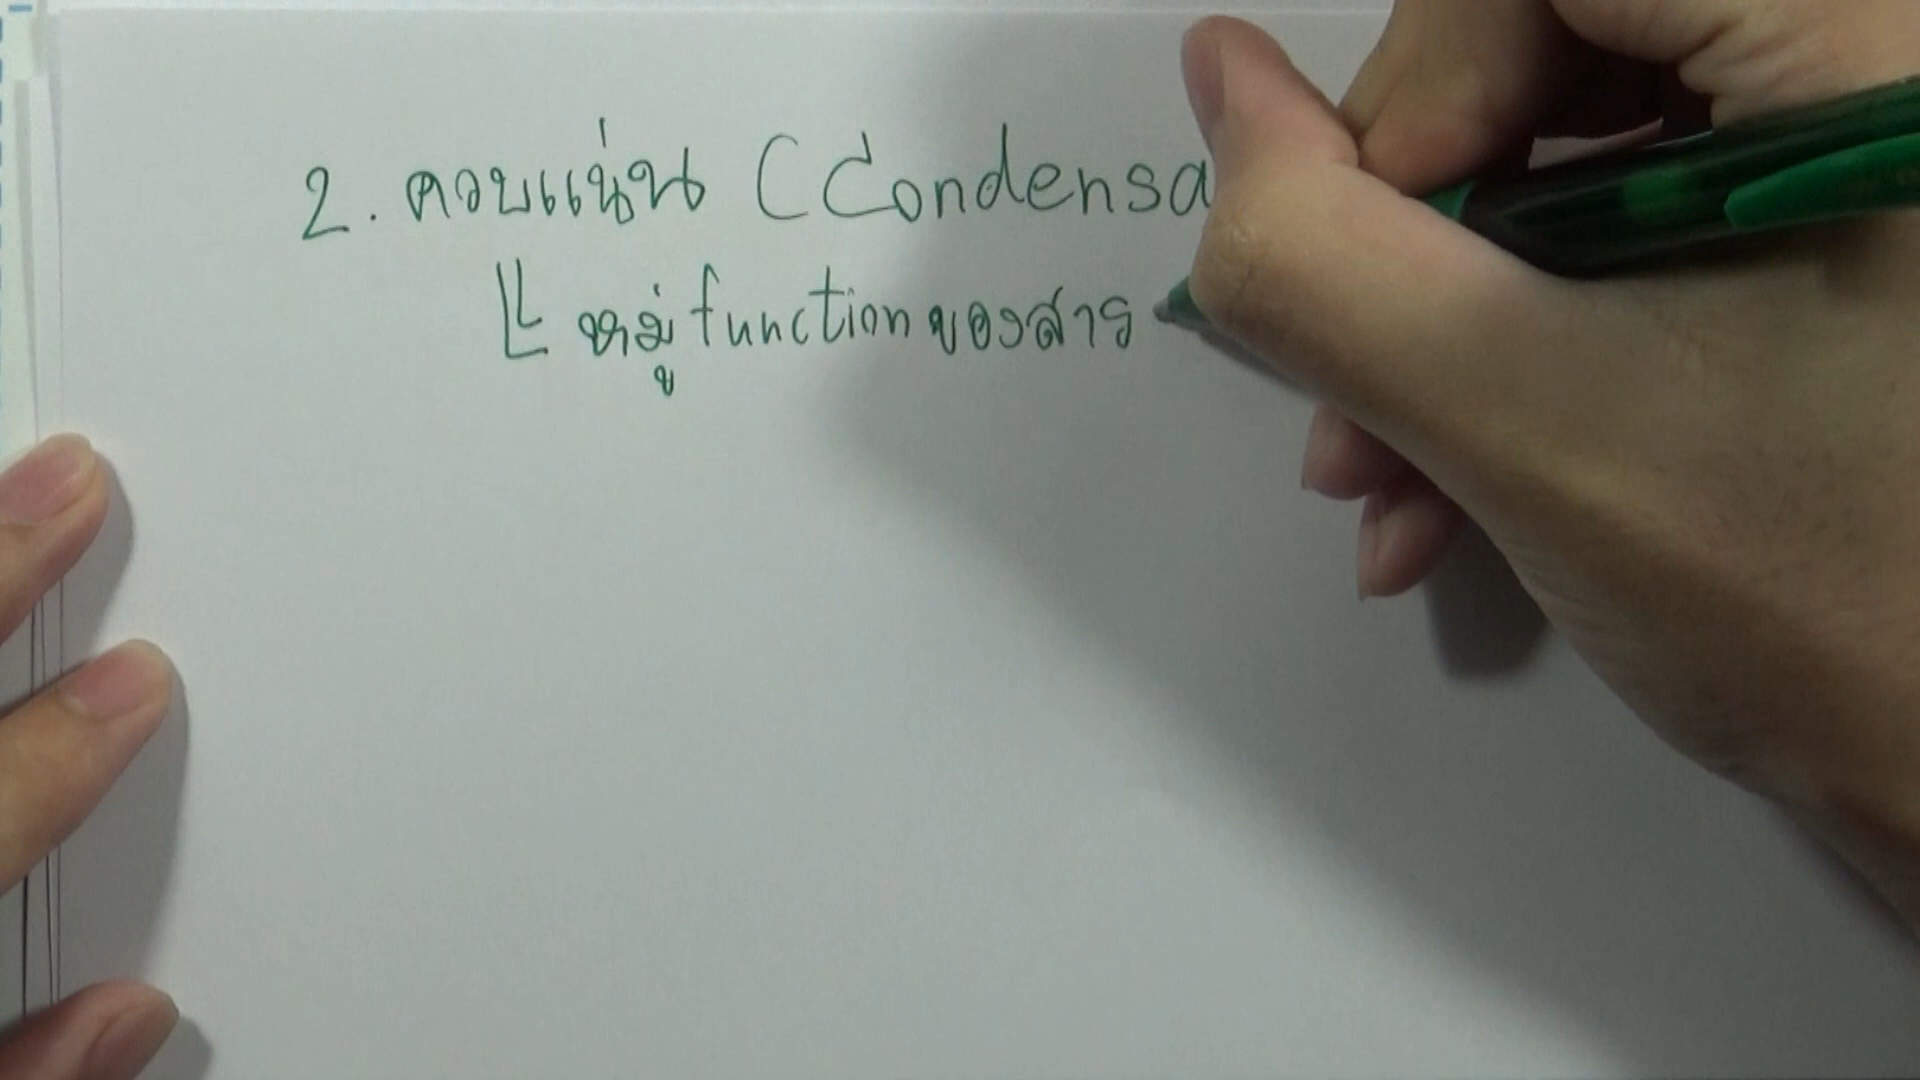 2. ควบแน่น (Condensa
หมู่ function ของสาร